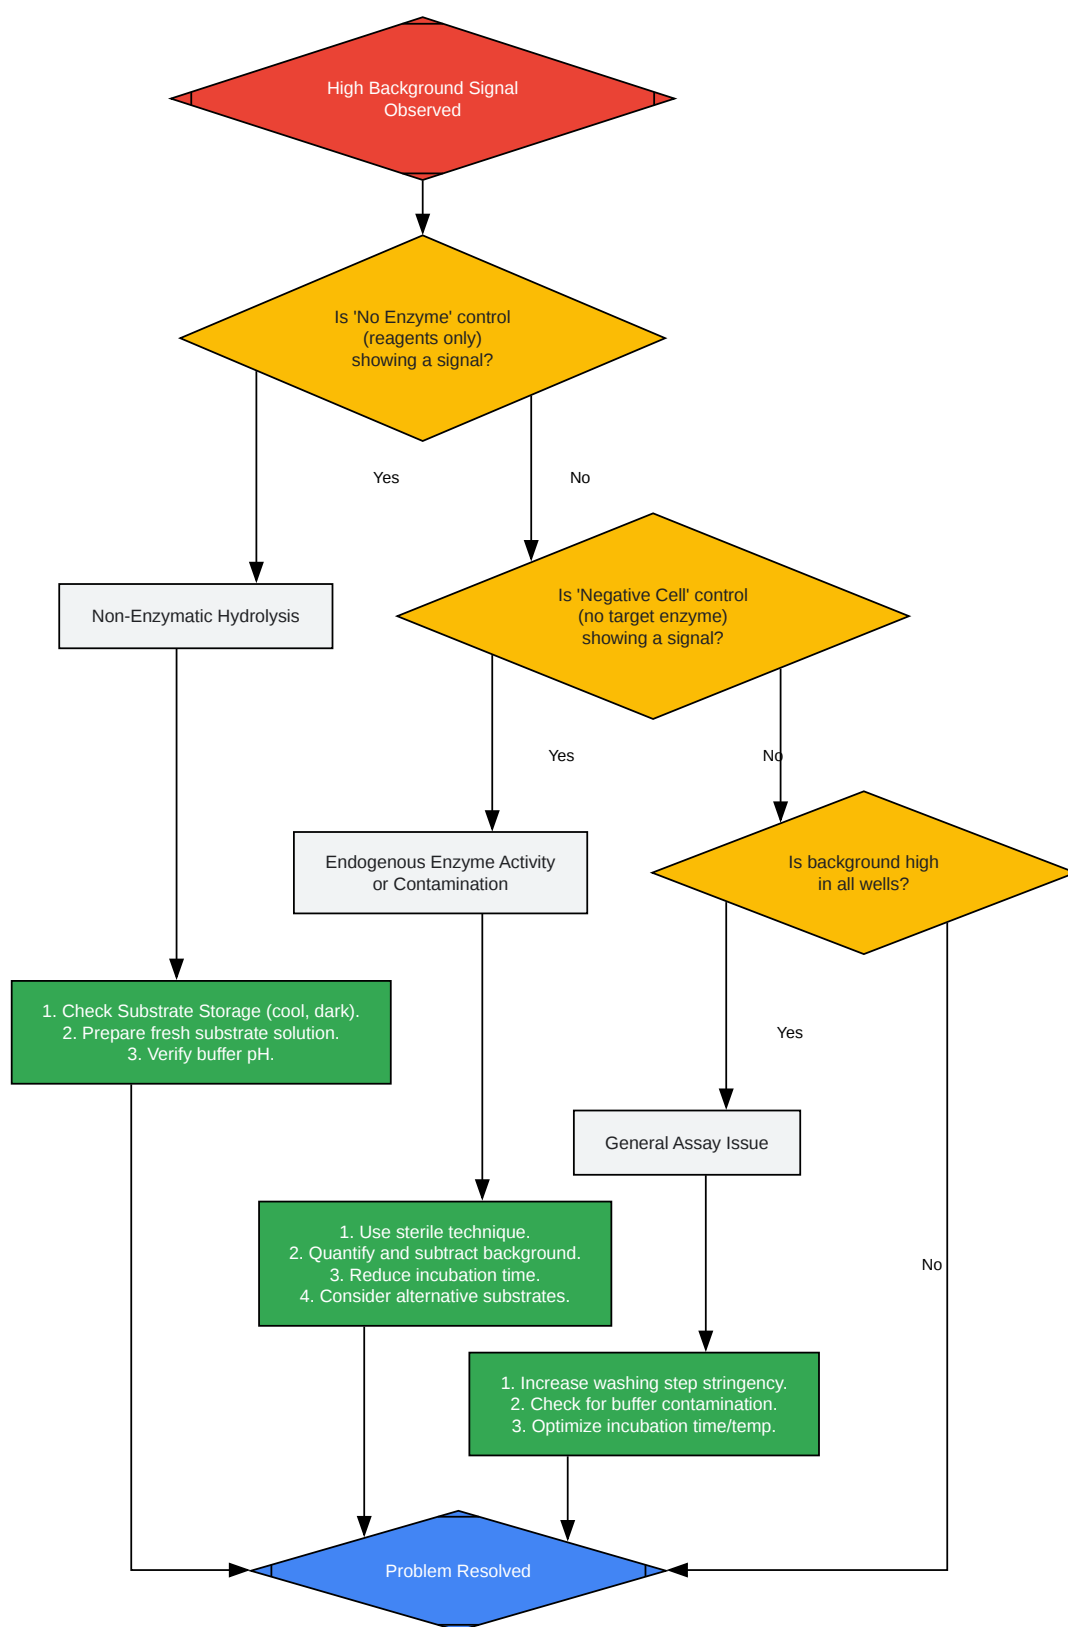 High Background Signal
Observed
Is 'No Enzyme' control
(reagents only)
showing a signal?
Yes
No
Non-Enzymatic Hydrolysis
Is 'Negative Cell' control
(no target enzyme)
showing a signal?
Yes
No
Endogenous Enzyme Activity
or Contamination
Is background high
in all wells?
1. Check Substrate Storage (cool, dark).
2. Prepare fresh substrate solution.
3. Verify buffer pH.
Yes
General Assay Issue
1. Use sterile technique.
2. Quantify and subtract background.
3. Reduce incubation time.
4. Consider alternative substrates.
No
1. Increase washing step stringency.
2. Check for buffer contamination.
3. Optimize incubation time/temp.
Problem Resolved